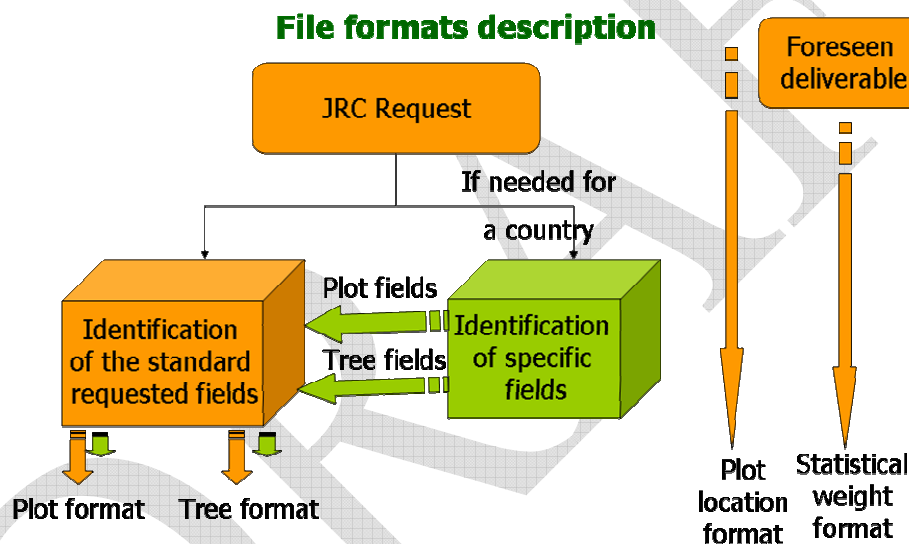 File formats description
Foreseen
deliverable
JRC Request
If needed for
a country
Plot fields
Identification
of the standard
requested fields
Identification
of specific
fields
Tree fields
Plot format
Tree format
Plot
location
format
Statistical
weight
format